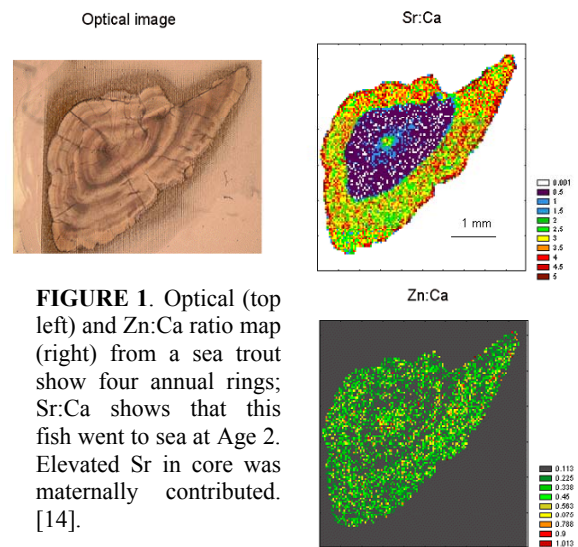 Optical image
Sr:Ca
0.001
0.5
1
1.5
2
2.5
3
3.5
4
4.5
5
1 mm
FIGURE 1. Optical (top
left) and Zn:Ca ratio map
(right) from a sea trout
show four annual rings;
Sr:Ca shows that this
fish went to sea at Age 2.
Elevated Sr in core was
maternally contributed.
[14].
Zn:Ca
0.113
0.225
0.338
0.45
0.563
0.075
0.788
0.9
1.013